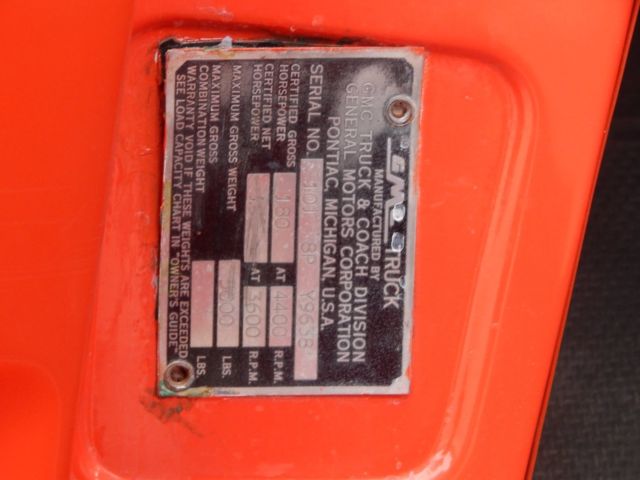 GMC TRUCK
MANUFACTURED BY
GMC TRUCK & COACH DIVISION
GENERAL MOTORS CORPORATION
PONTIAC, MICHIGAN, U.S.A.
SERIAL NO.
CERTIFIED GROSS
HORSEPOWER 180 AT 4400 R.P.M.
CERTIFIED NET
HORSEPOWER AT 3600 R.P.M.
MAXIMUM GROSS WEIGHT LBS.
MAXIMUM GROSS
COMBINATION WEIGHT LBS.
WARRANTY VOID IF THESE WEIGHTS ARE EXCEEDED
SEE LOAD CAPACITY CHART IN "OWNER'S GUIDE"